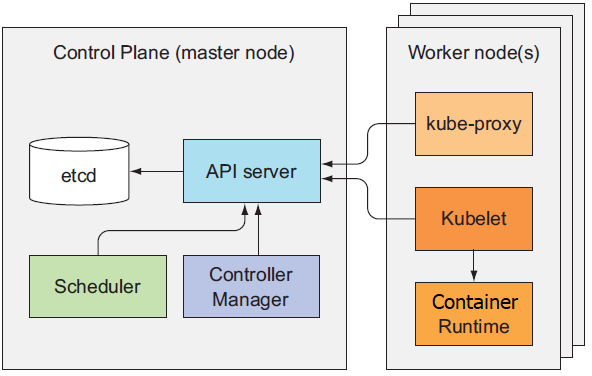 Control Plane (master node)
Worker node(s)
kube-proxy
API server
etcd
Kubelet
Scheduler
Controller
Manager
Container
Runtime